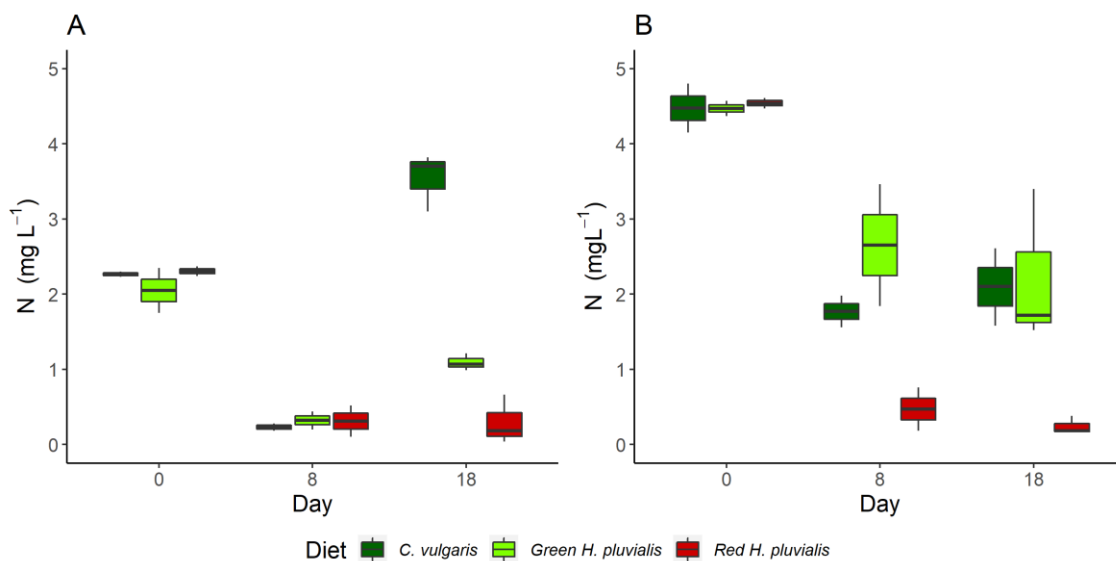 A
B
5
4
3
2
1
0
N (mg L⁻¹)
0 8 18
Day
5
4
3
2
1
0
N (mgL⁻¹)
0 8 18
Day
Diet C. vulgaris Green H. pluvialis Red H. pluvialis